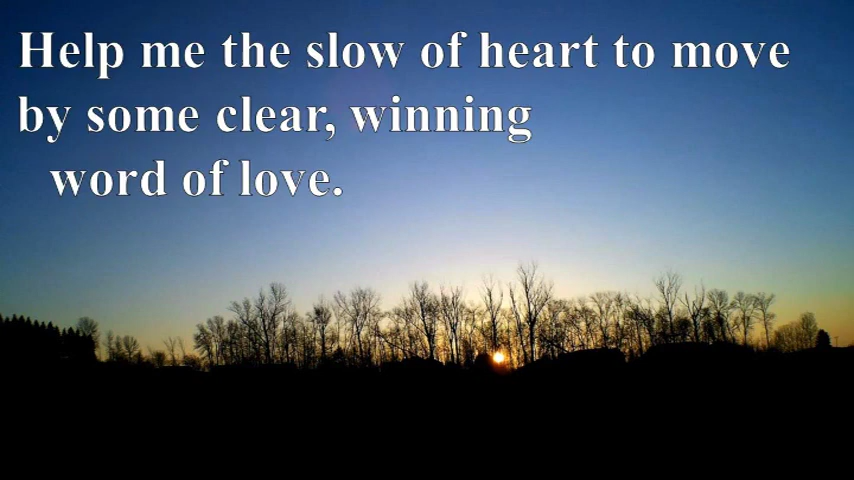 Help me the slow of heart to move
by some clear, winning
word of love.